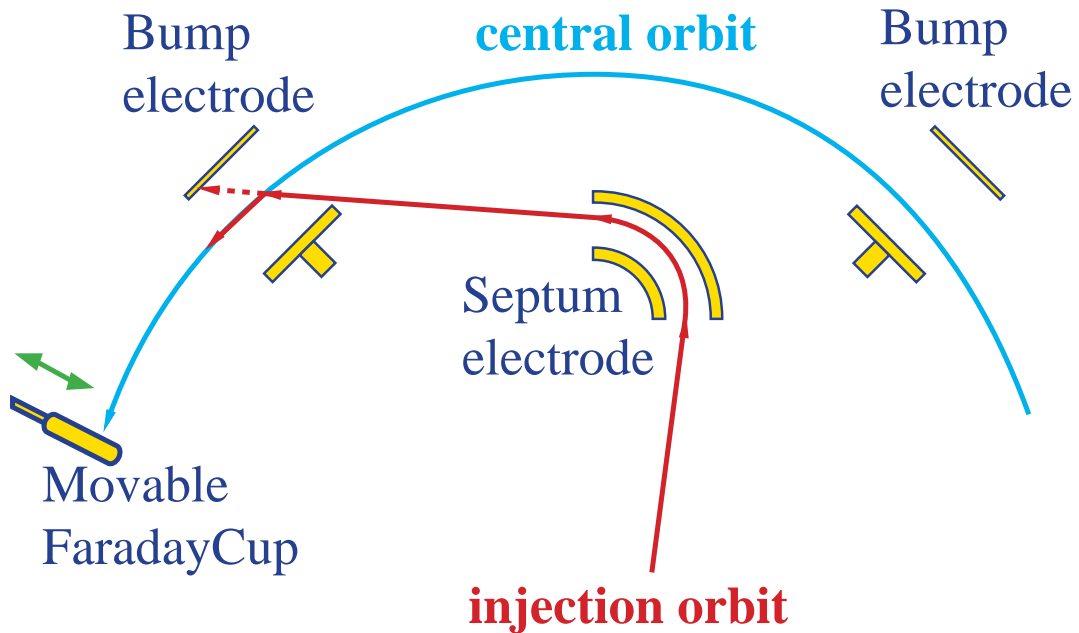 Bump
electrode
central orbit
Bump
electrode
Septum
electrode
Movable
FaradayCup
injection orbit